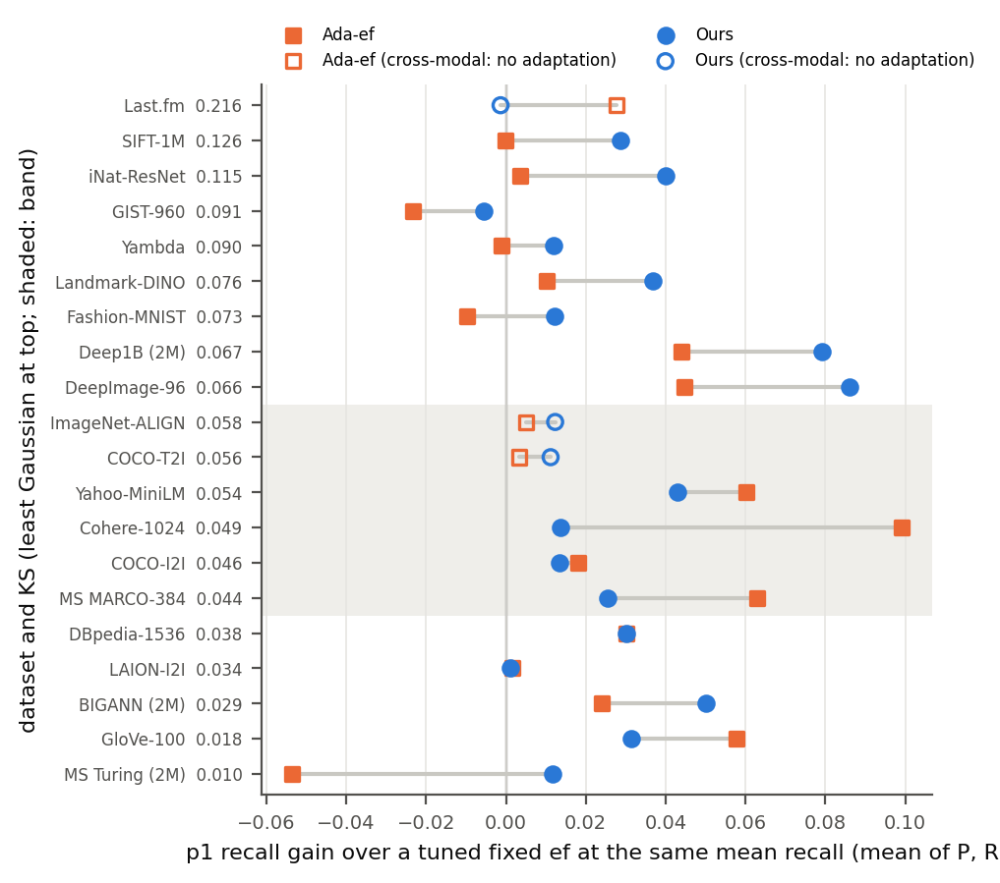 Ada-ef
Ada-ef (cross-modal: no adaptation)
Ours
Ours (cross-modal: no adaptation)
dataset and KS (least Gaussian at top; shaded: band)
Last.fm 0.216
SIFT-1M 0.126
iNat-ResNet 0.115
GIST-960 0.091
Yambda 0.090
Landmark-DINO 0.076
Fashion-MNIST 0.073
Deep1B (2M) 0.067
DeepImage-96 0.066
ImageNet-ALIGN 0.058
COCO-T2I 0.056
Yahoo-MiniLM 0.054
Cohere-1024 0.049
COCO-I2I 0.046
MS MARCO-384 0.044
DBpedia-1536 0.038
LAION-I2I 0.034
BIGANN (2M) 0.029
GloVe-100 0.018
MS Turing (2M) 0.010
−0.06 −0.04 −0.02 0.00 0.02 0.04 0.06 0.08 0.10
p1 recall gain over a tuned fixed ef at the same mean recall (mean of P, R